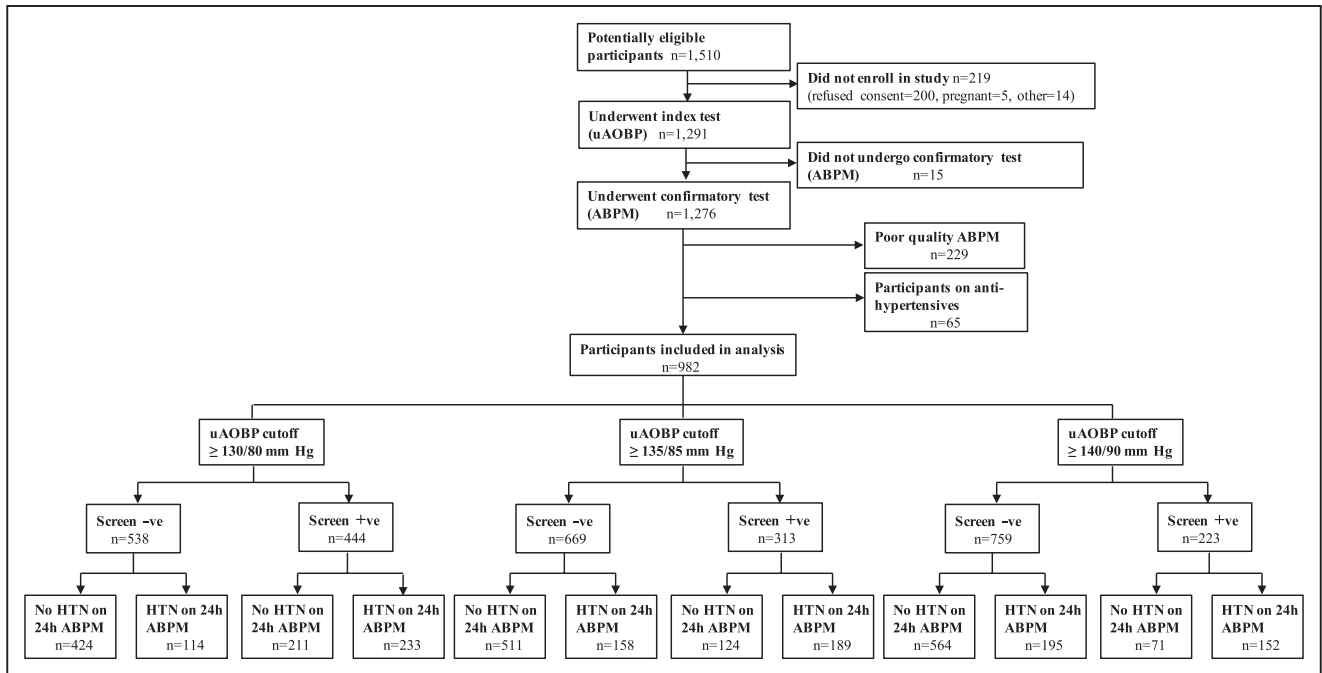 Potentially eligible
participants n=1,510
Did not enroll in study n=219
(refused consent=200, pregnant=5, other=14)
Underwent index test
(uAOBP) n=1,291
Did not undergo confirmatory test
(ABPM) n=15
Underwent confirmatory test
(ABPM) n=1,276
Poor quality ABPM
n=229
Participants on anti-
hypertensives
n=65
Participants included in analysis
n=982
uAOBP cutoff
≥ 130/80 mm Hg
uAOBP cutoff
≥ 135/85 mm Hg
uAOBP cutoff
≥ 140/90 mm Hg
Screen –ve
n=538
Screen +ve
n=444
Screen –ve
n=669
Screen +ve
n=313
Screen –ve
n=759
Screen +ve
n=223
No HTN on
24h ABPM
n=424
HTN on 24h
ABPM
n=114
No HTN on
24h ABPM
n=211
HTN on 24h
ABPM
n=233
No HTN on
24h ABPM
n=511
HTN on 24h
ABPM
n=158
No HTN on
24h ABPM
n=124
HTN on 24h
ABPM
n=189
No HTN on
24h ABPM
n=564
HTN on 24h
ABPM
n=195
No HTN on
24h ABPM
n=71
HTN on 24h
ABPM
n=152